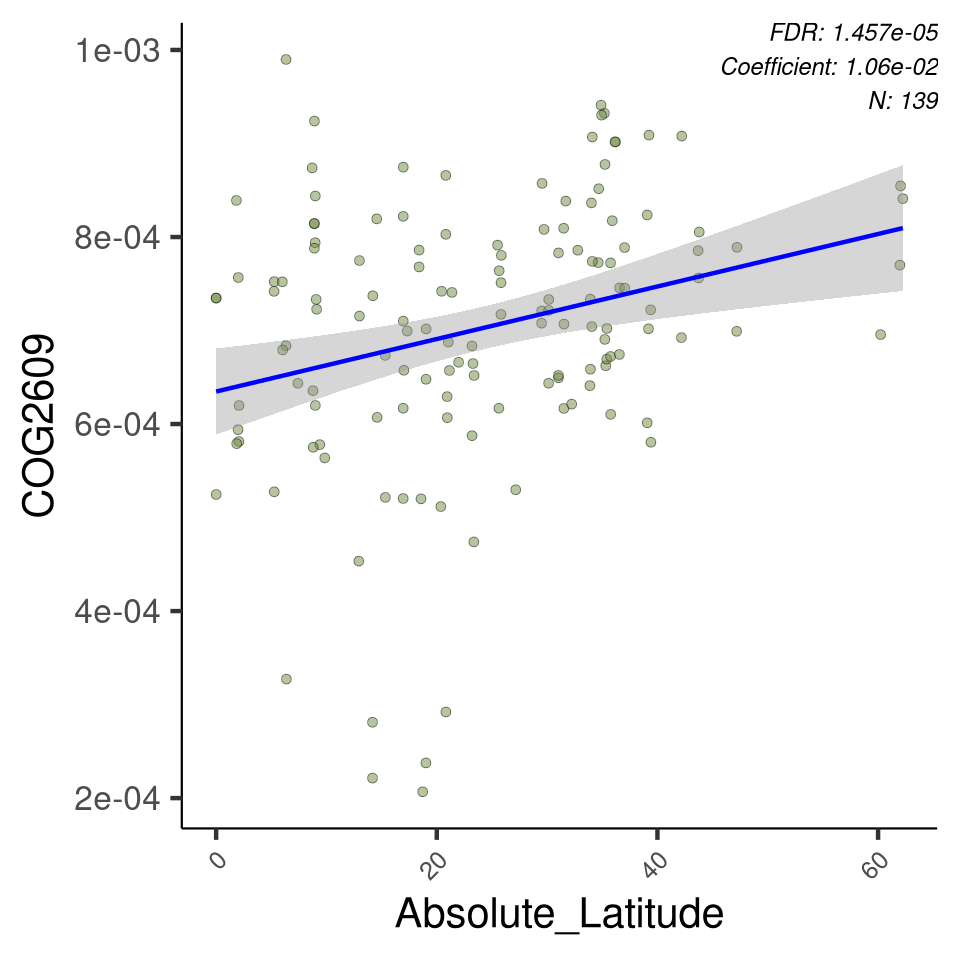 FDR: 1.457e-05
Coefficient: 1.06e-02
N: 139
1e-03
8e-04
6e-04
4e-04
2e-04
COG2609
0
20
40
60
Absolute_Latitude